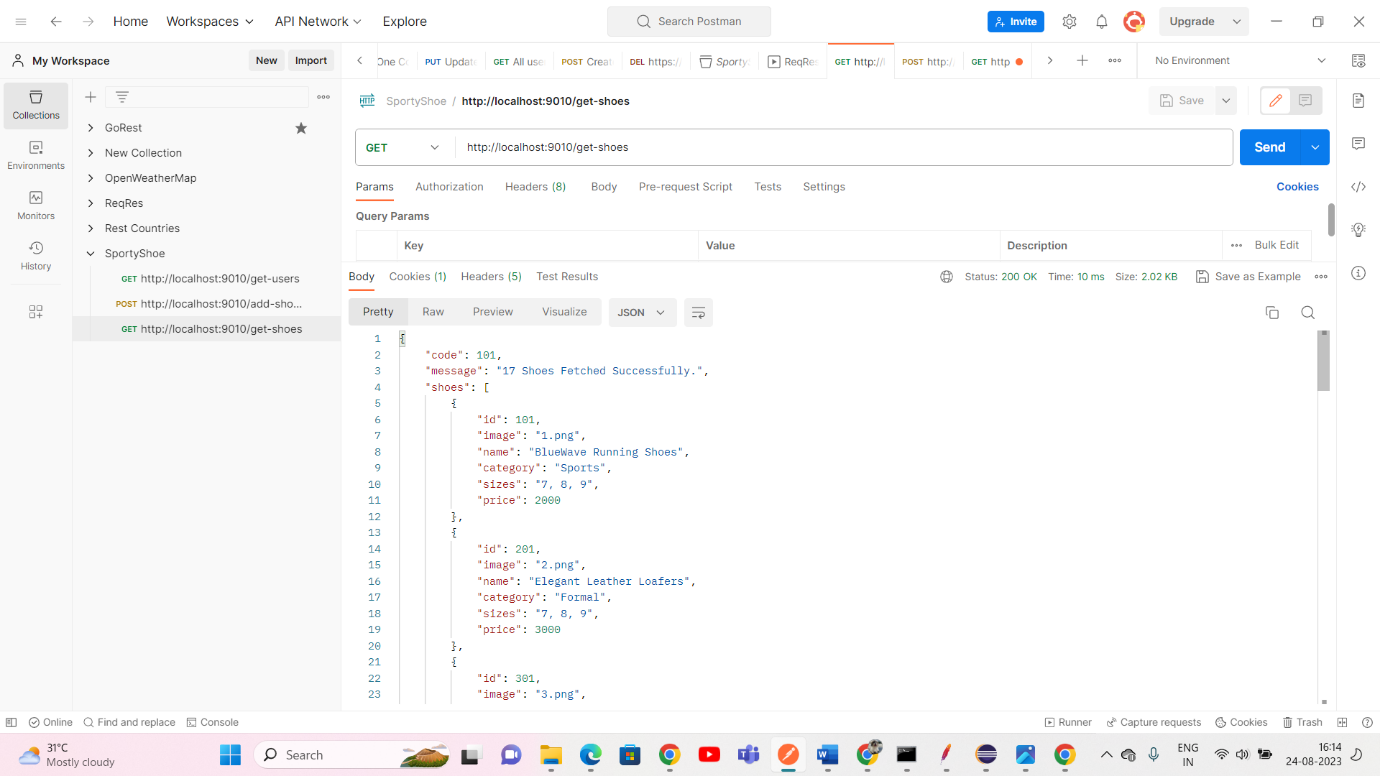 Home Workspaces API Network Explore Search Postman Invite Upgrade
My Workspace New Import One C PUT Update GET All use POST Creat DEL https:/ Sporty ReqRe GET http://l POST http:/ GET http No Environment
Collections
Environments
Monitors
History
GoRest
New Collection
OpenWeatherMap
ReqRes
Rest Countries
SportyShoe
GET http://localhost:9010/get-users
POST http://localhost:9010/add-sho...
GET http://localhost:9010/get-shoes
HTTP SportyShoe / http://localhost:9010/get-shoes Save
GET http://localhost:9010/get-shoes Send
Params Authorization Headers (8) Body Pre-request Script Tests Settings Cookies
Query Params
Key Value Description Bulk Edit
Body Cookies (1) Headers (5) Test Results Status: 200 OK Time: 10 ms Size: 2.02 KB Save as Example
Pretty Raw Preview Visualize JSON
1 {
2 "code": 101,
3 "message": "17 Shoes Fetched Successfully.",
4 "shoes": [
5 {
6 "id": 101,
7 "image": "1.png",
8 "name": "BlueWave Running Shoes",
9 "category": "Sports",
10 "sizes": "7, 8, 9",
11 "price": 2000
12 },
13 {
14 "id": 201,
15 "image": "2.png",
16 "name": "Elegant Leather Loafers",
17 "category": "Formal",
18 "sizes": "7, 8, 9",
19 "price": 3000
20 },
21 {
22 "id": 301,
23 "image": "3.png",
Online Find and replace Console Runner Capture requests Cookies Trash
31°C
Mostly cloudy
Search
ENG
IN
16:14
24-08-2023